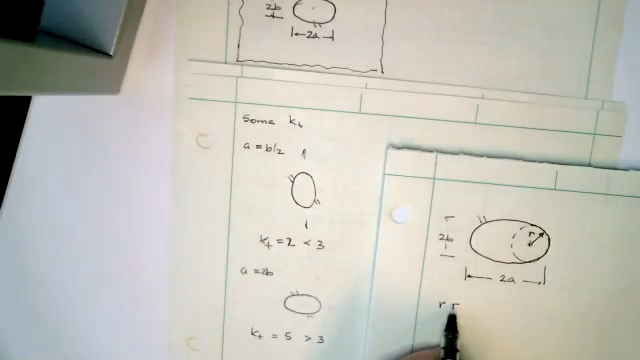 2b
2a
Some kt
a = b/2
kt = 2 < 3
a = 2b
kt = 5 > 3
r
2b
2a
r =